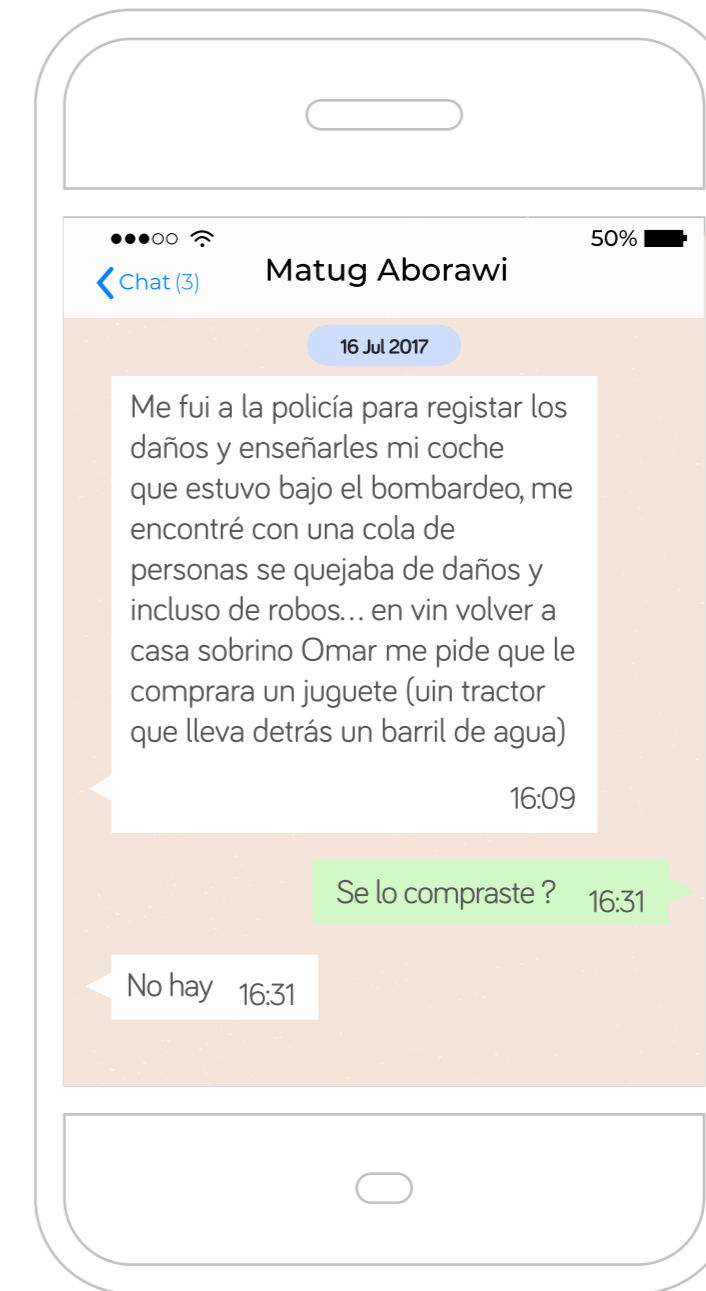 50%
Chat (3)
Matug Aborawi
16 Jul 2017
Me fui a la policía para registar los
daños y enseñarles mi coche
que estuvo bajo el bombardeo, me
encontré con una cola de
personas se quejaba de daños y
incluso de robos... en vin volver a
casa sobrino Omar me pide que le
comprara un juguete (uin tractor
que lleva detrás un barril de agua)
16:09
Se lo compraste ? 16:31
No hay 16:31